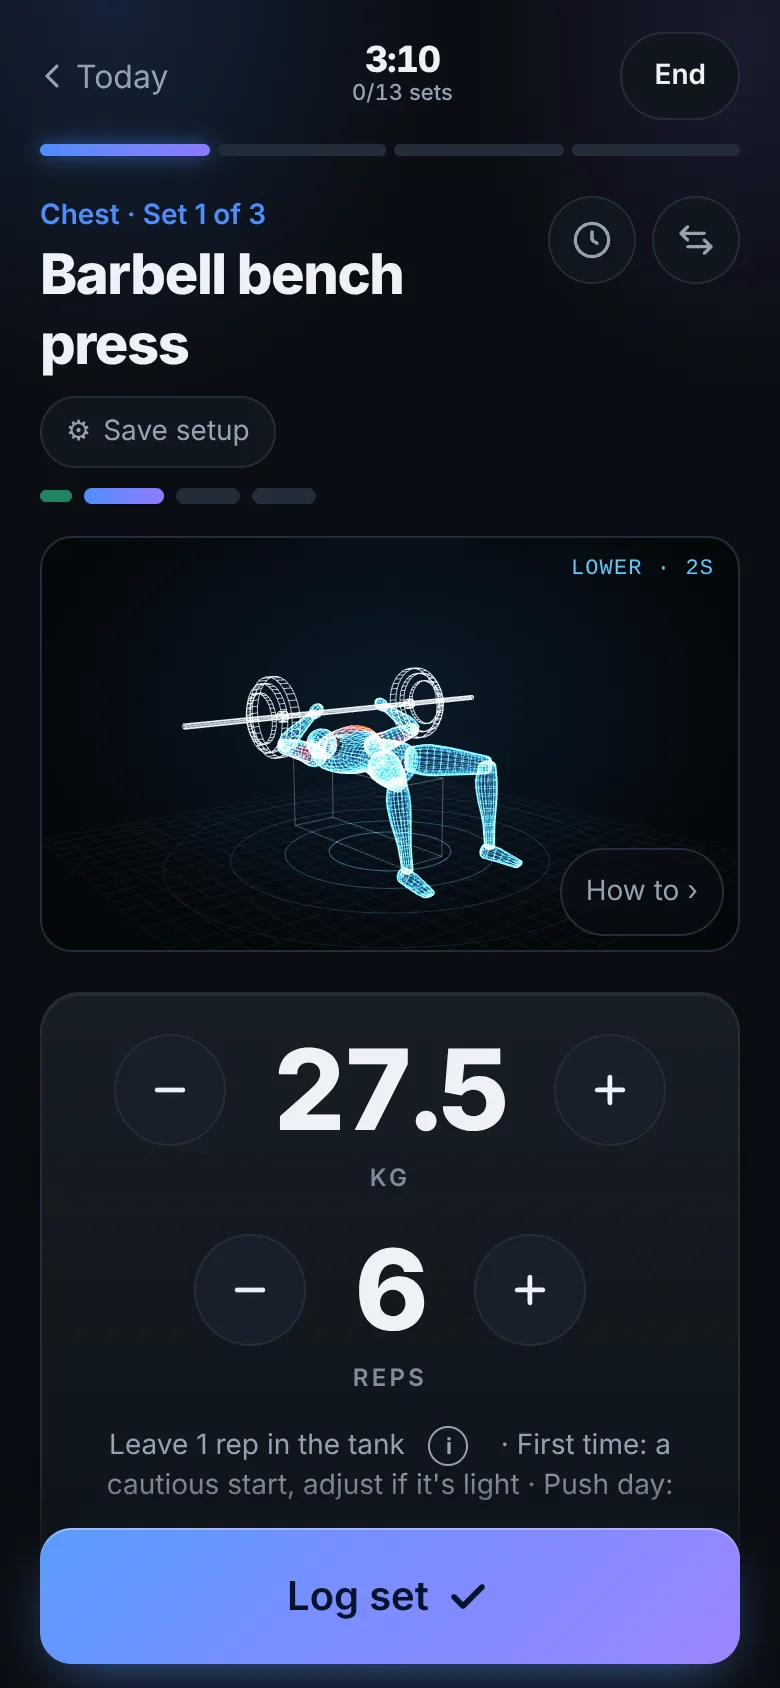 Today
3:10
0/13 sets
End
Chest · Set 1 of 3
Barbell bench
press
⚙ Save setup
LOWER · 2S
How to ›
27.5
KG
6
REPS
Leave 1 rep in the tank ⓘ · First time: a
cautious start, adjust if it's light · Push day:
Log set ✓